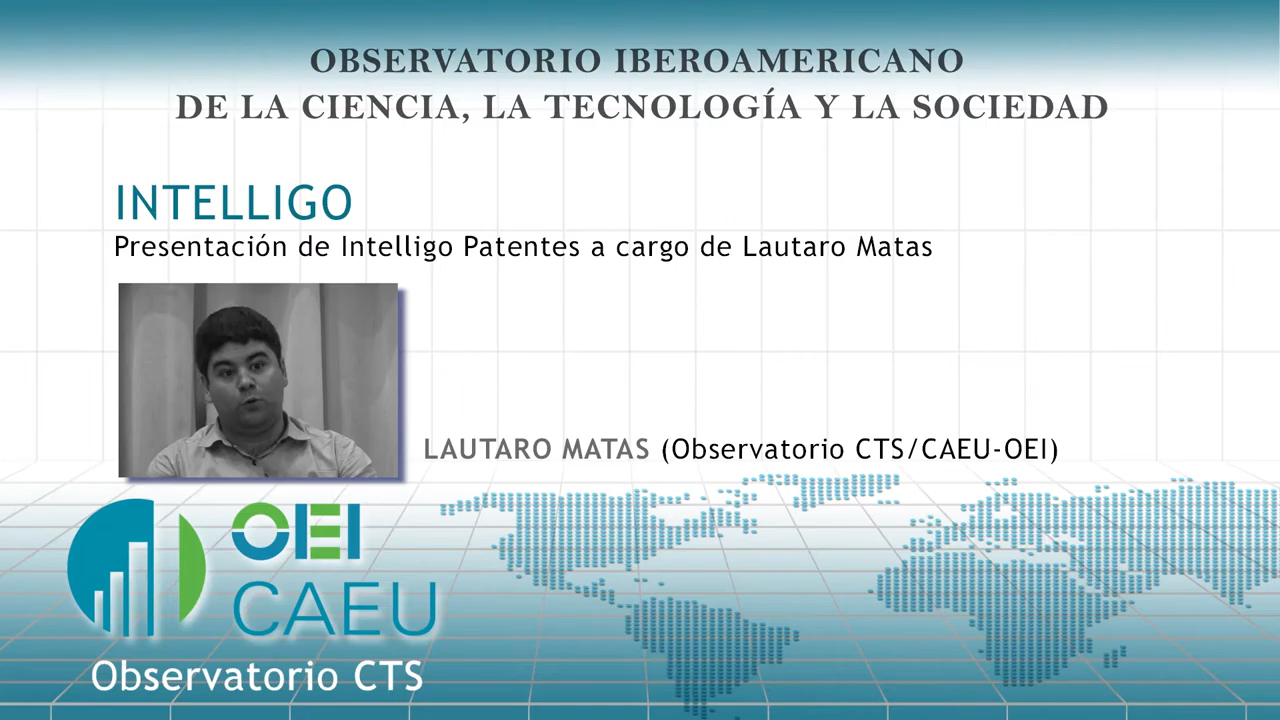 OBSERVATORIO IBEROAMERICANO
DE LA CIENCIA, LA TECNOLOGÍA Y LA SOCIEDAD
INTELLIGO
Presentación de Intelligo Patentes a cargo de Lautaro Matas
LAUTARO MATAS (Observatorio CTS/CAEU-OEI)
OEI
CAEU
Observatorio CTS